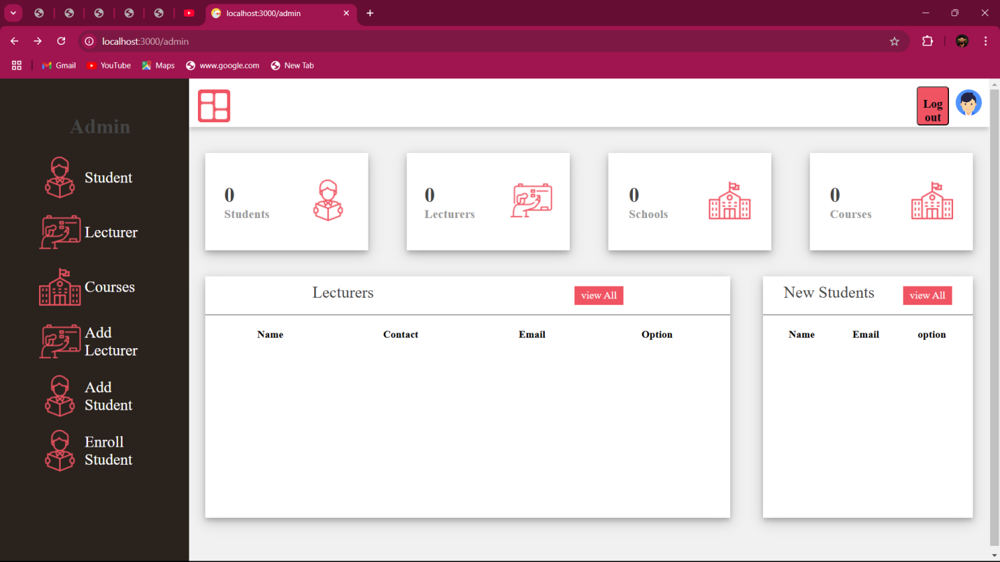 localhost:3000/admin
localhost:3000/admin
Gmail
YouTube
Maps
www.google.com
New Tab
Admin
Student
Lecturer
Courses
Add
Lecturer
Add
Student
Enroll
Student
Log
out
0
Students
0
Lecturers
0
Schools
0
Courses
Lecturers
view All
Name Contact Email Option
New Students
view All
Name Email option